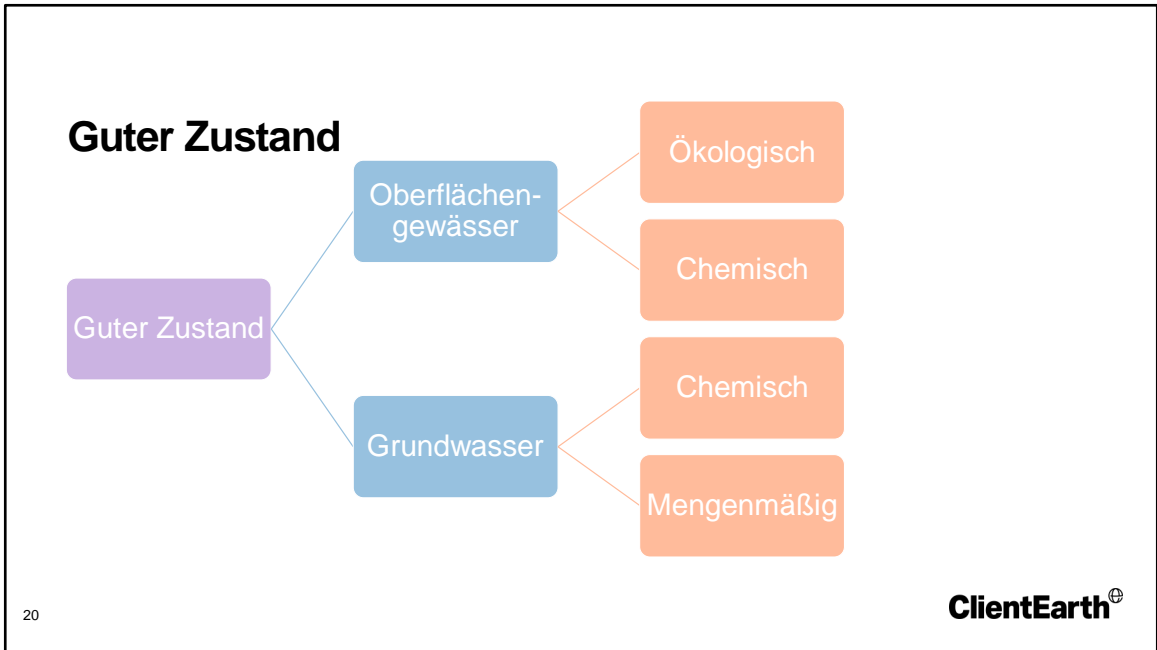 Guter Zustand
Guter Zustand
Oberflächen-
gewässer
Ökologisch
Chemisch
Grundwasser
Chemisch
Mengenmäßig
20
ClientEarth